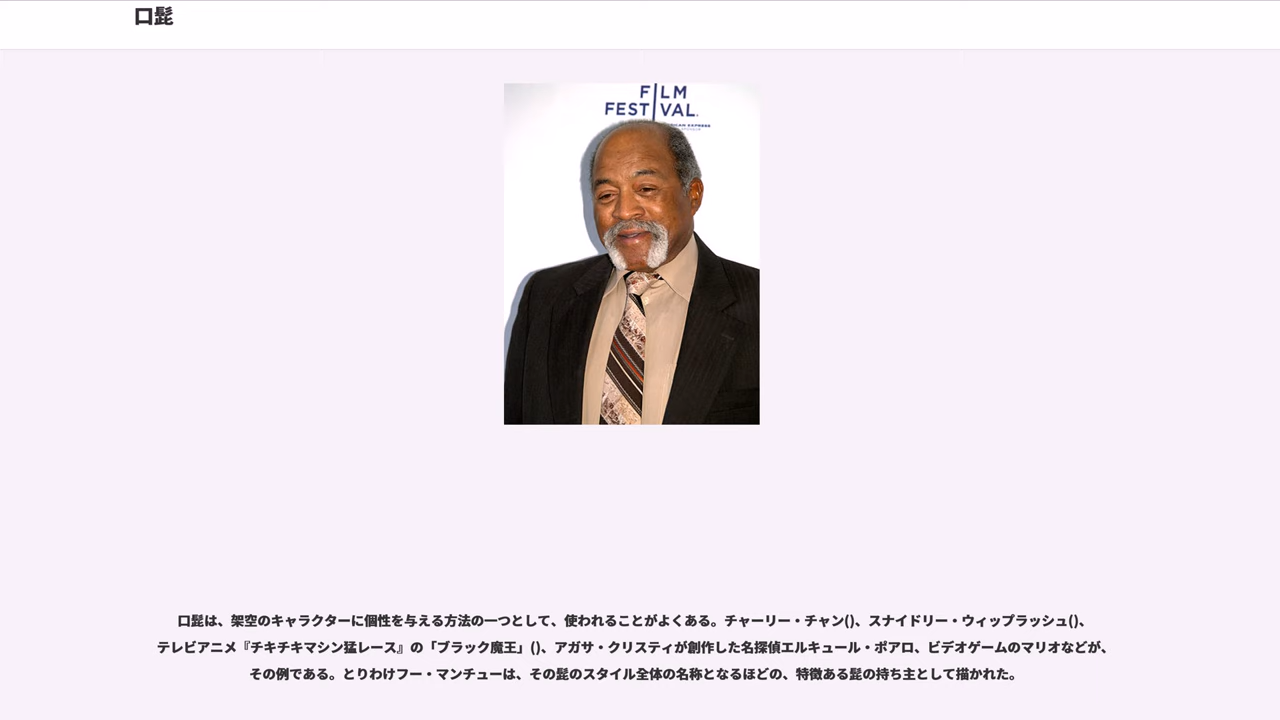 口髭
FILM
FESTIVAL.
口髭は、架空のキャラクターに個性を与える方法の一つとして、使われることがよくある。チャーリー・チャン()、スナイドリー・ウィップラッシュ()、
テレビアニメ『チキチキマシン猛レース』の「ブラック魔王」()、アガサ・クリスティが創作した名探偵エルキュール・ポアロ、ビデオゲームのマリオなどが、
その例である。とりわけフー・マンチューは、その髭のスタイル全体の名称となるほどの、特徴ある髭の持ち主として描かれた。